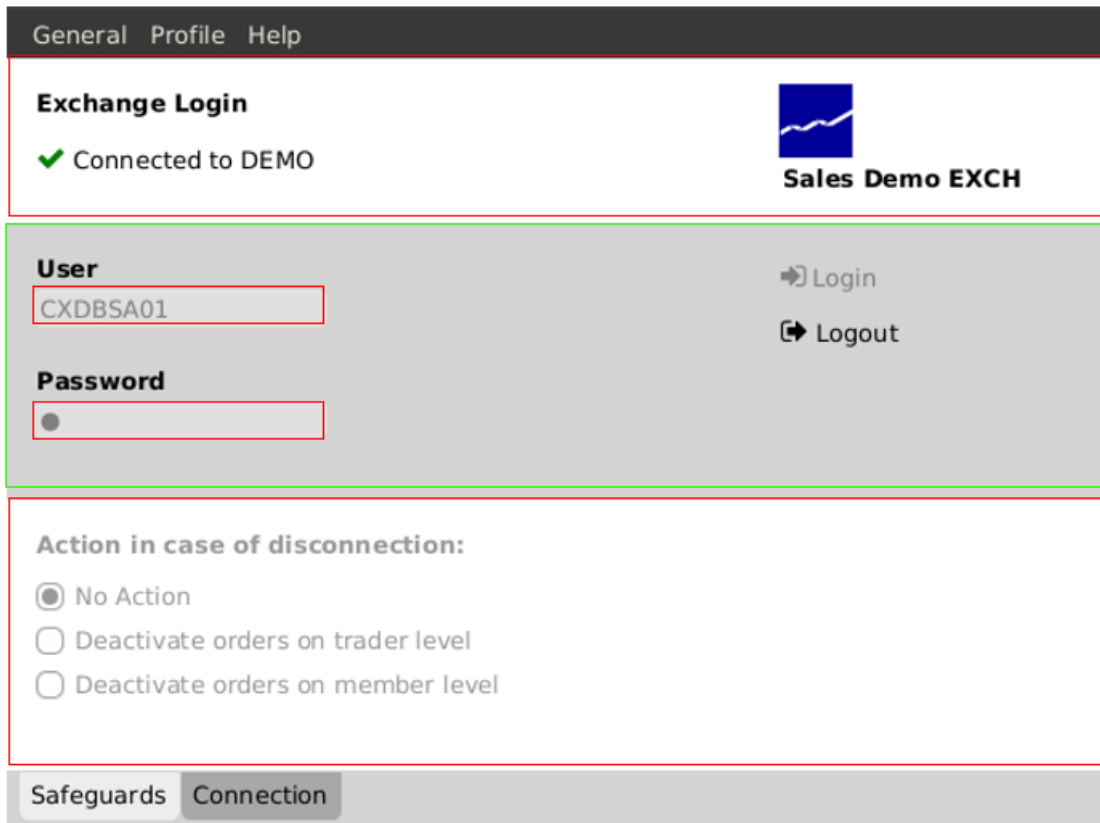 General Profile Help
Exchange Login
Connected to DEMO
Sales Demo EXCH
User
CXDBSA01
Login
Logout
Password
Action in case of disconnection:
No Action
Deactivate orders on trader level
Deactivate orders on member level
Safeguards Connection